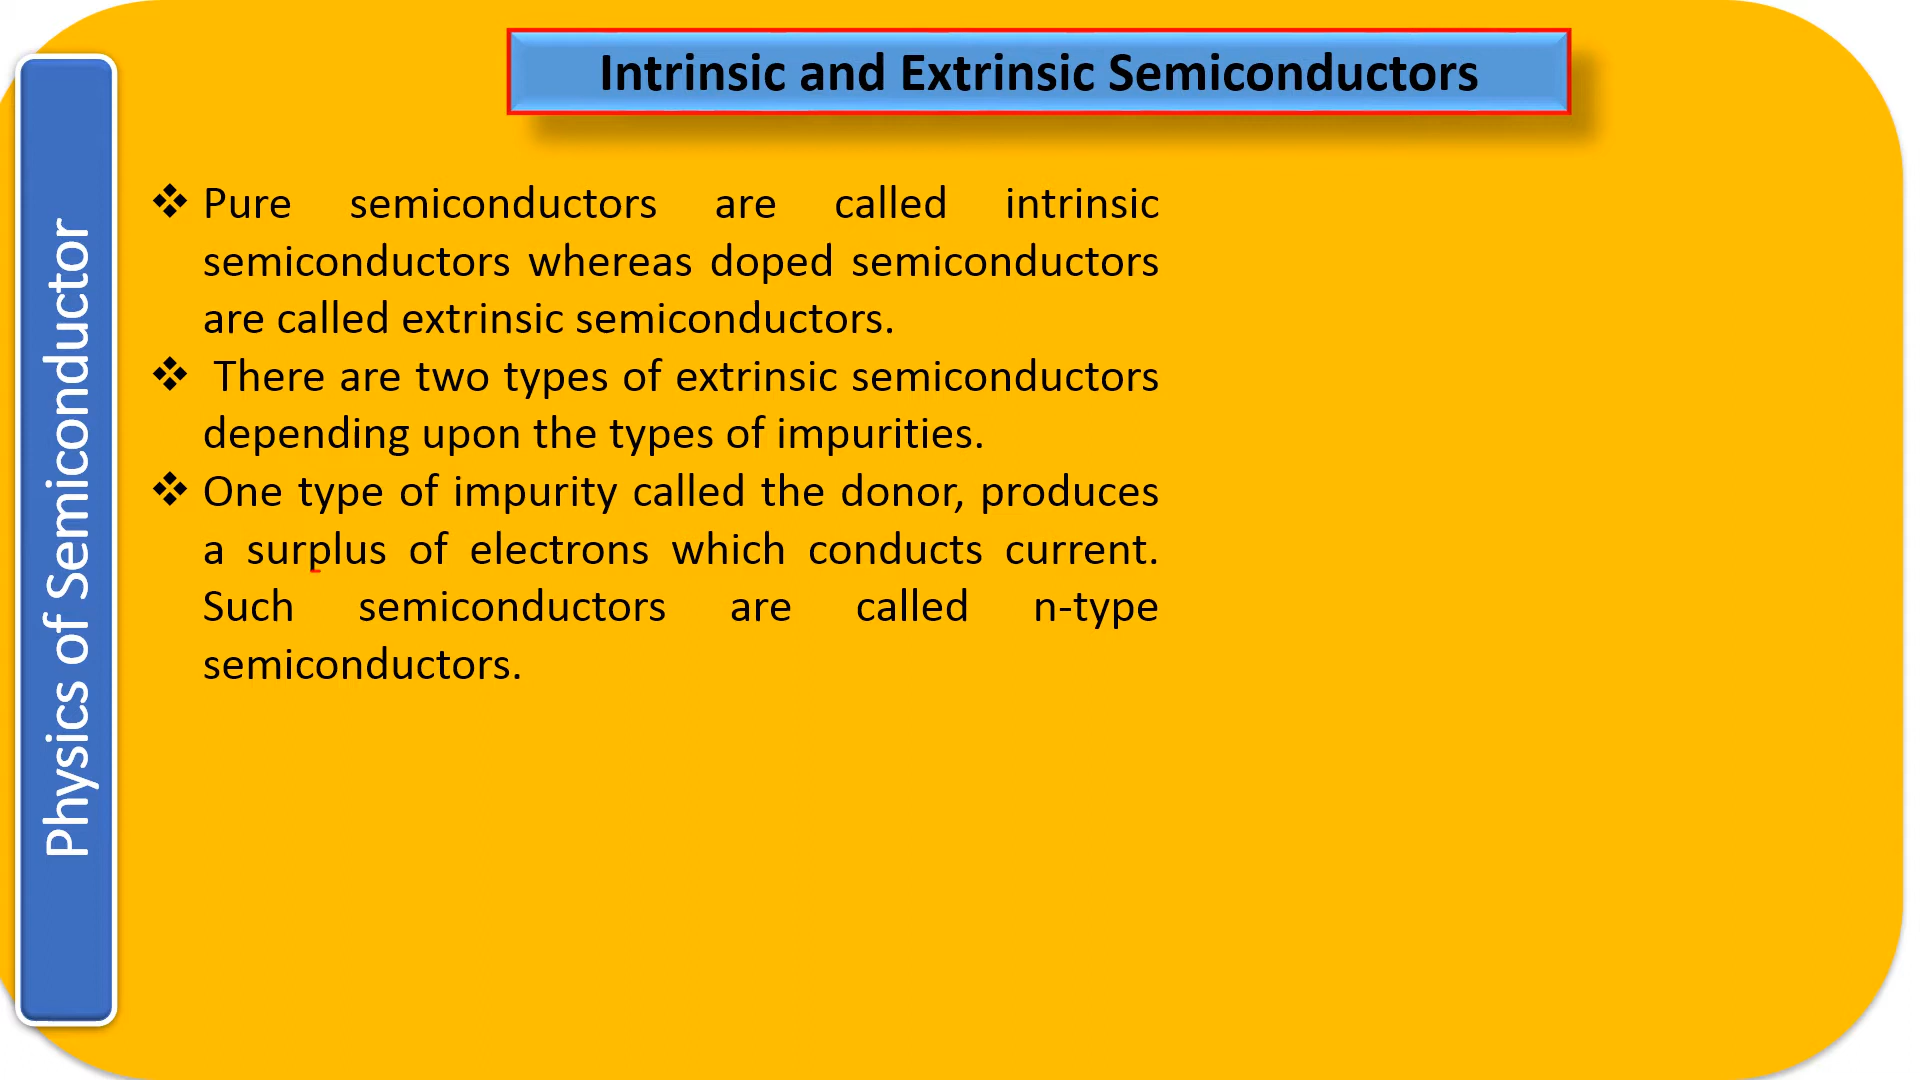 Intrinsic and Extrinsic Semiconductors
Physics of Semiconductor
❖ Pure semiconductors are called intrinsic
semiconductors whereas doped semiconductors
are called extrinsic semiconductors.
❖ There are two types of extrinsic semiconductors
depending upon the types of impurities.
❖ One type of impurity called the donor, produces
a surplus of electrons which conducts current.
Such semiconductors are called n-type
semiconductors.